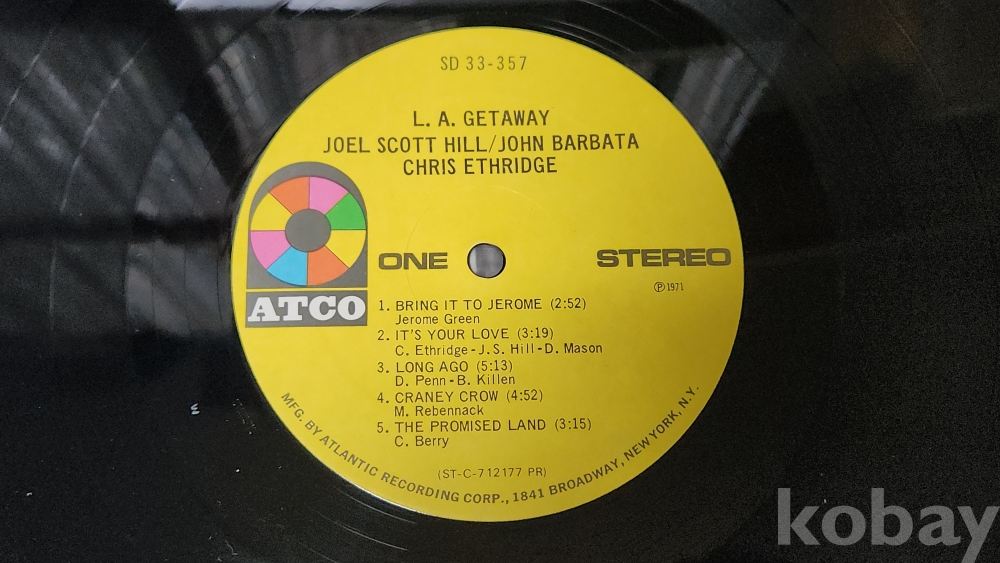 SD 33-357
L. A. GETAWAY
JOEL SCOTT HILL/JOHN BARBATA
CHRIS ETHRIDGE
ATCO
ONE
STEREO
Ⓟ1971
1. BRING IT TO JEROME (2:52)
Jerome Green
2. IT'S YOUR LOVE (3:19)
C. Ethridge-J.S. Hill-D. Mason
3. LONG AGO (5:13)
D. Penn-B. Killen
4. CRANEY CROW (4:52)
M. Rebennack
5. THE PROMISED LAND (3:15)
C. Berry
(ST-C-712177 PR)
MFG. BY ATLANTIC RECORDING CORP., 1841 BROADWAY, NEW YORK, N.Y.
kobay